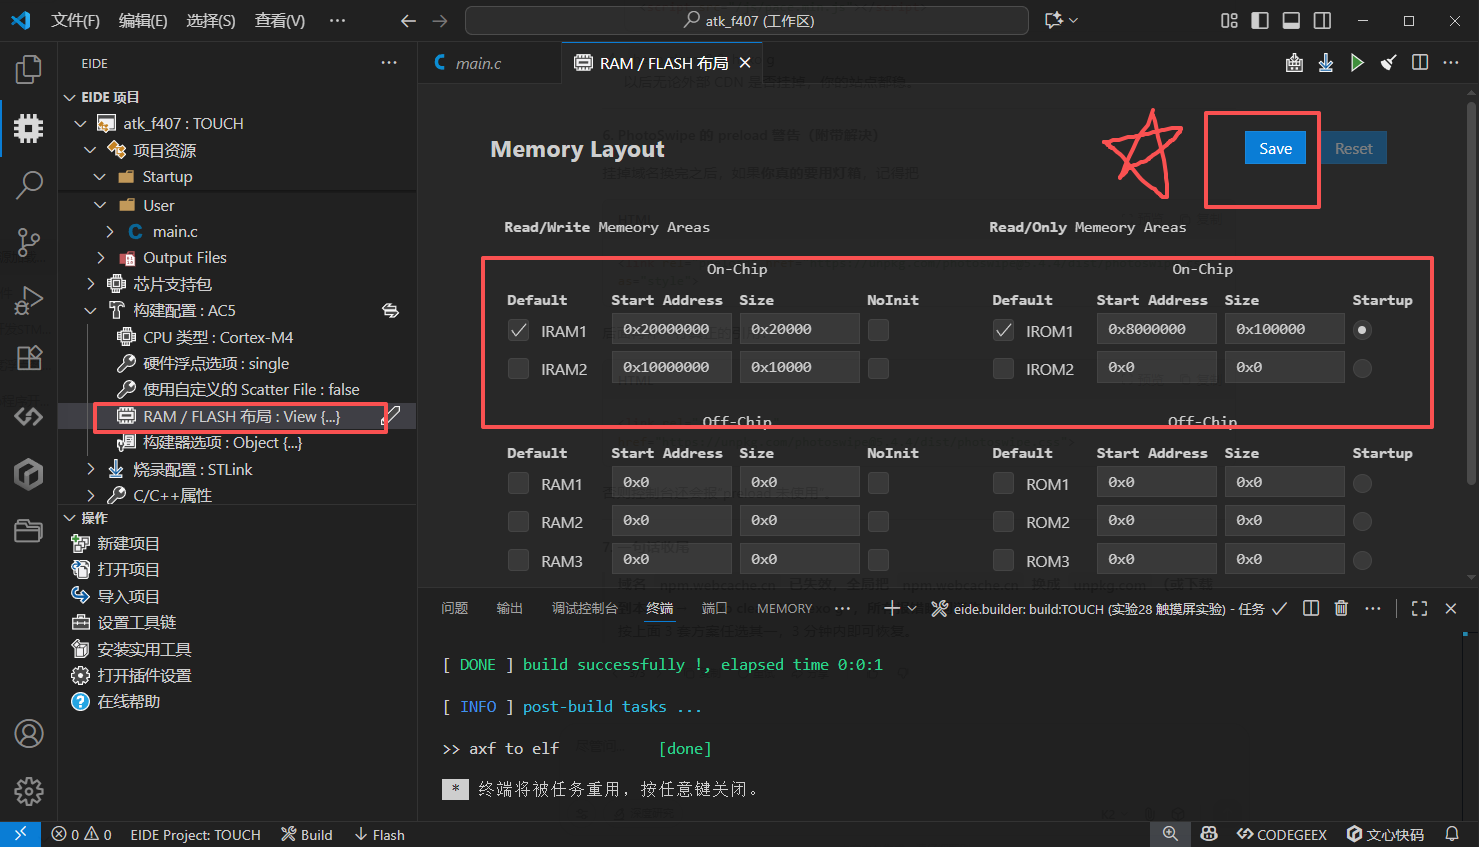 文件(F) 编辑(E) 选择(S) 查看(V) ··· atk_f407 (工作区)
EIDE ···
EIDE 项目
atk_f407 : TOUCH
项目资源
Startup
User
main.c
Output Files
芯片支持包
构建配置 : AC5
CPU 类型 : Cortex-M4
硬件浮点选项 : single
使用自定义的 Scatter File : false
RAM / FLASH 布局 : View {...}
构建器选项 : Object {...}
烧录配置 : STLink
C/C++属性
操作
新建项目
打开项目
导入项目
设置工具链
安装实用工具
打开插件设置
在线帮助
main.c RAM / FLASH 布局
Memory Layout
Save Reset
Read/Write Memeory Areas Read/Only Memeory Areas
On-Chip On-Chip
Default Start Address Size NoInit Default Start Address Size Startup
IRAM1 0x20000000 0x20000 IROM1 0x8000000 0x100000
IRAM2 0x10000000 0x10000 IROM2 0x0 0x0
Off-Chip Off-Chip
Default Start Address Size NoInit Default Start Address Size Startup
RAM1 0x0 0x0 ROM1 0x0 0x0
RAM2 0x0 0x0 ROM2 0x0 0x0
RAM3 0x0 0x0 ROM3 0x0 0x0
问题 输出 调试控制台 终端 端口 MEMORY ··· eide.builder: build:TOUCH (实验28 触摸屏实验) - 任务
[ DONE ] build successfully !, elapsed time 0:0:1
[ INFO ] post-build tasks ...
>> axf to elf [done]
* 终端将被任务重用，按任意键关闭。
0 0 EIDE Project: TOUCH Build Flash CODEGEEX 文心快码